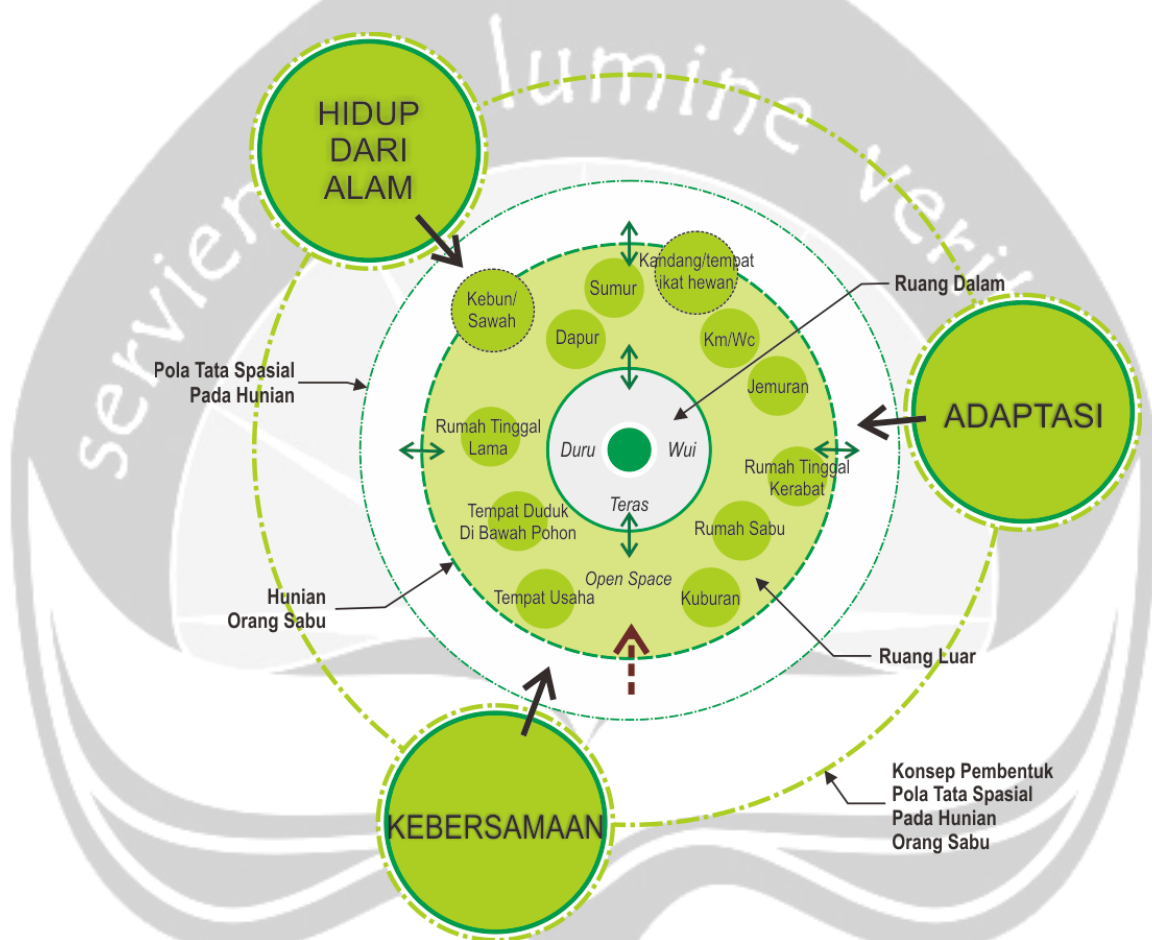 lumine
servien
veri
HIDUP
DARI
ALAM
Kandang/tempat
ikat hewan
Sumur
Ruang Dalam
Kebun/
Sawah
Dapur
Km/Wc
Pola Tata Spasial
Pada Hunian
Jemuran
ADAPTASI
Rumah Tinggal
Lama
Duru
Wui
Rumah Tinggal
Kerabat
Teras
Tempat Duduk
Di Bawah Pohon
Rumah Sabu
Open Space
Hunian
Orang Sabu
Tempat Usaha
Kuburan
Ruang Luar
KEBERSAMAAN
Konsep Pembentuk
Pola Tata Spasial
Pada Hunian
Orang Sabu